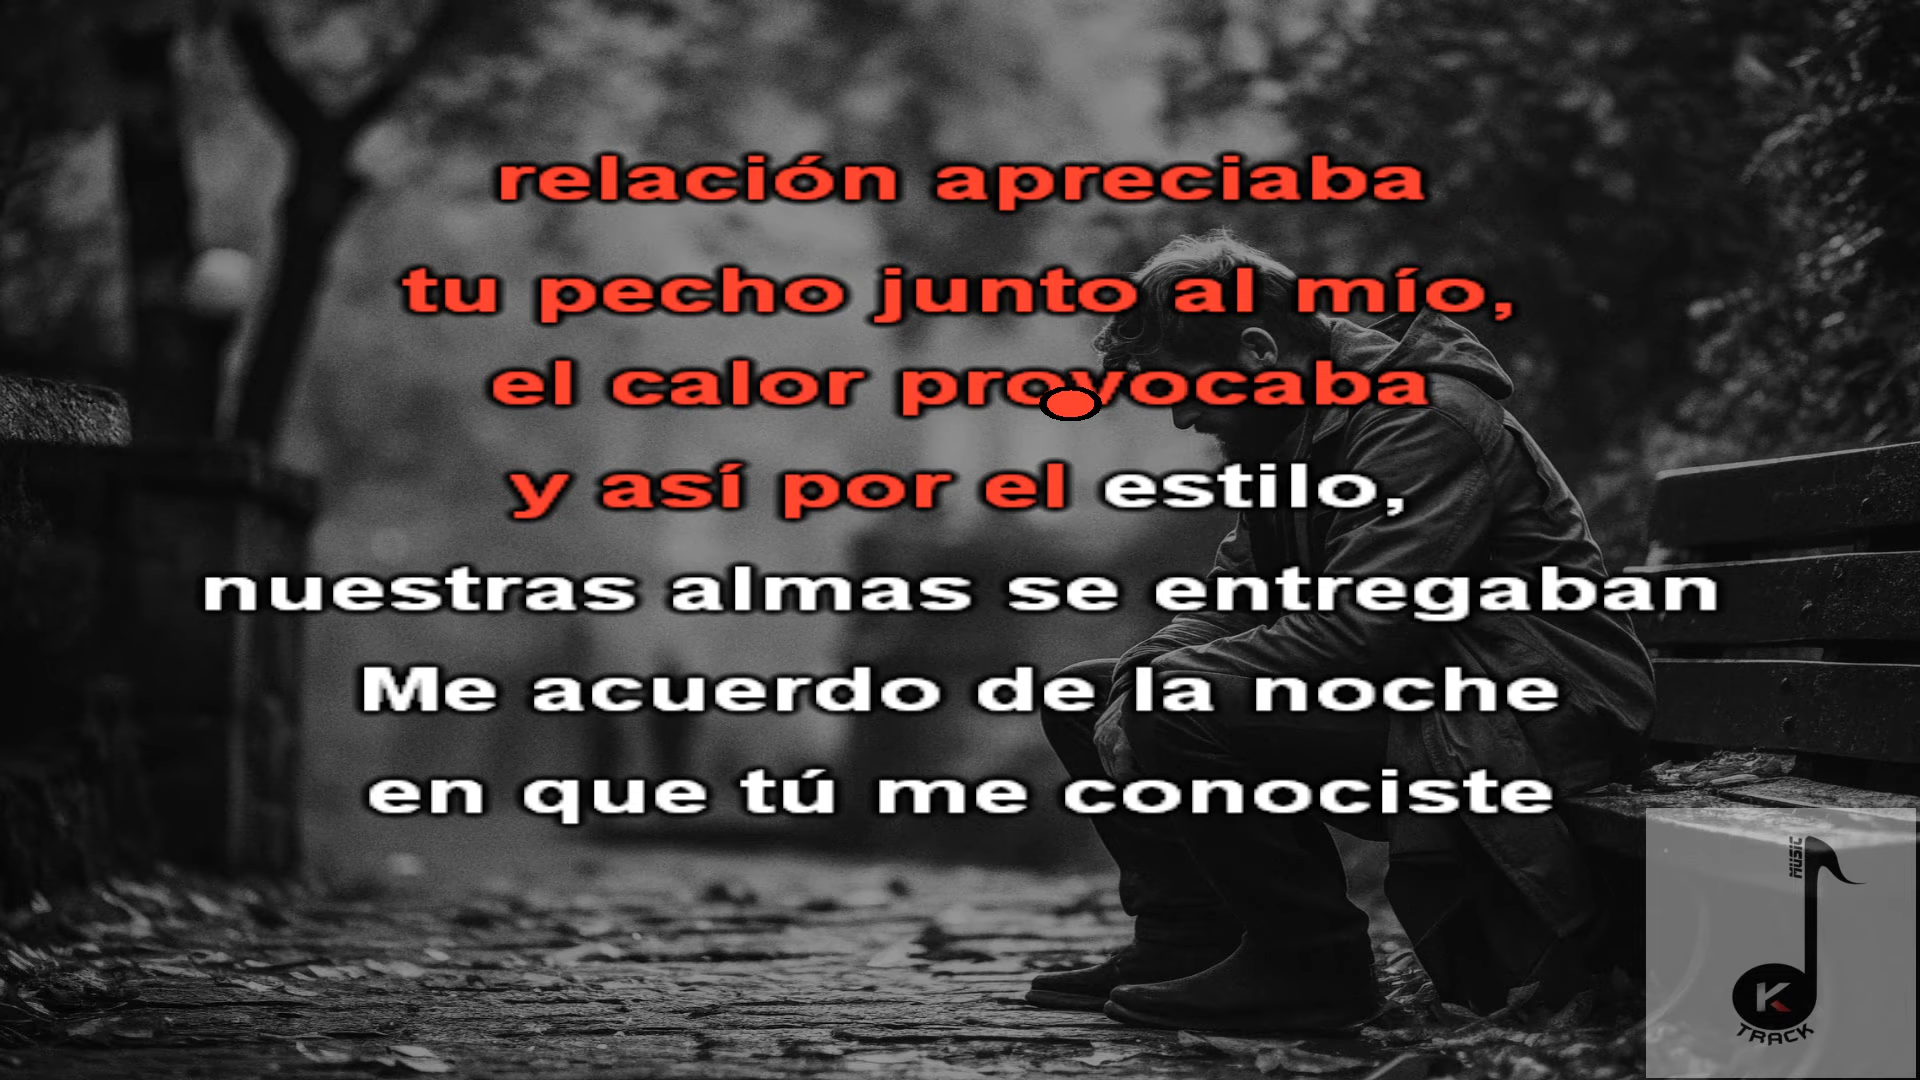 relación apreciaba
tu pecho junto al mío,
el calor provocaba
y así por el estilo,
nuestras almas se entregaban
Me acuerdo de la noche
en que tú me conociste
MUSIC
K
TRACK